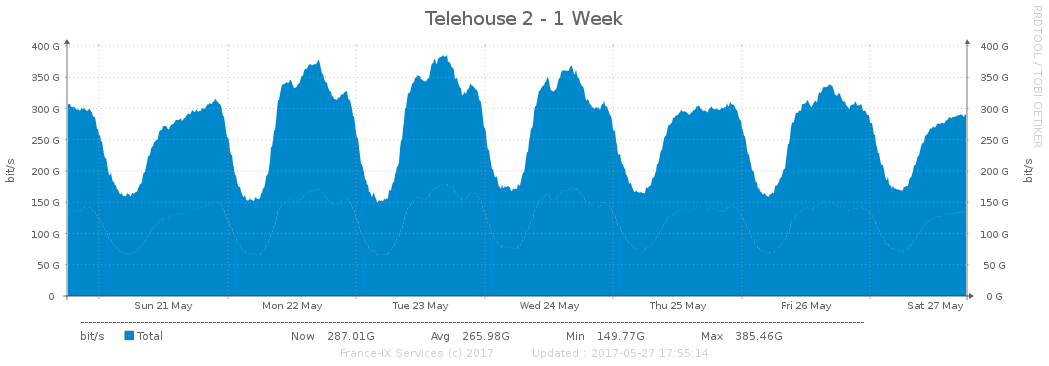 Telehouse 2 - 1 Week
RRDTOOL / TOBI OETIKER
400 G 400 G
350 G 350 G
300 G 300 G
250 G 250 G
200 G 200 G
150 G 150 G
100 G 100 G
50 G 50 G
0 0 G
bit/s bit/s
Sun 21 May Mon 22 May Tue 23 May Wed 24 May Thu 25 May Fri 26 May Sat 27 May
bit/s Total Now 287.01G Avg 265.98G Min 149.77G Max 385.46G
France-IX Services (c) 2017 Updated : 2017-05-27 17:55:14